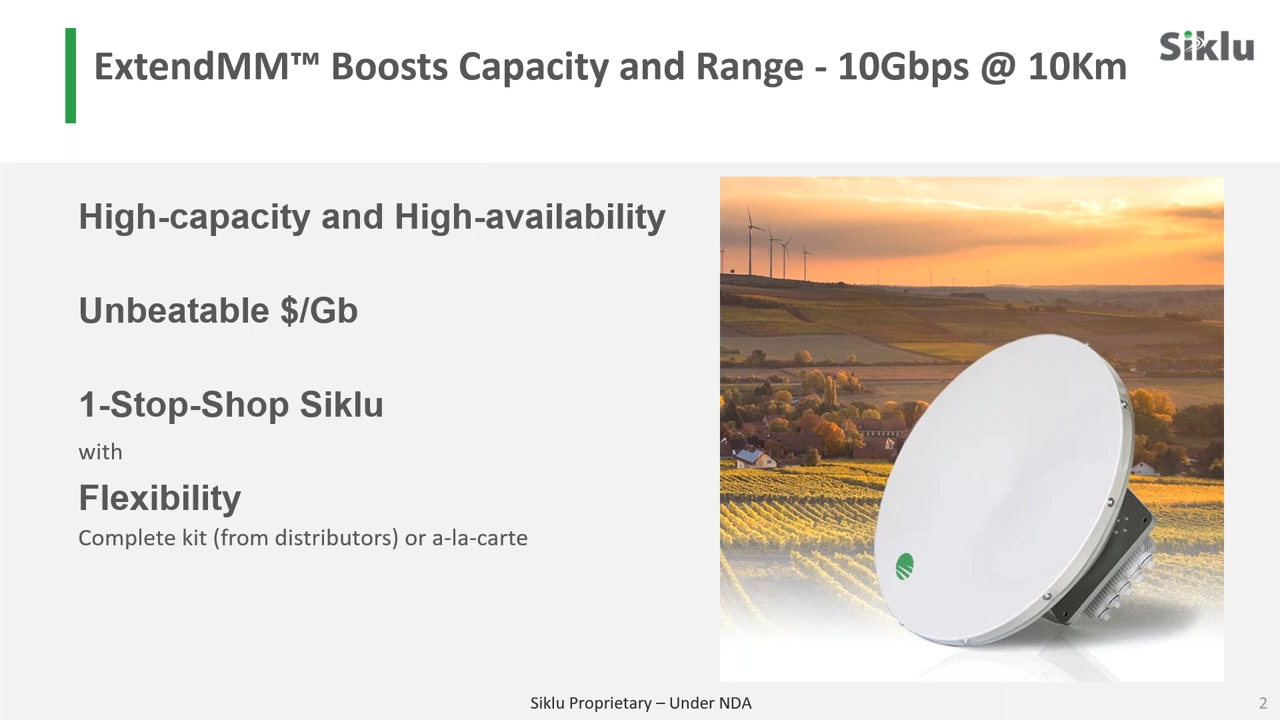 ExtendMM™ Boosts Capacity and Range - 10Gbps @ 10Km
Siklu
High-capacity and High-availability
Unbeatable $/Gb
1-Stop-Shop Siklu
with
Flexibility
Complete kit (from distributors) or a-la-carte
Siklu Proprietary – Under NDA
2